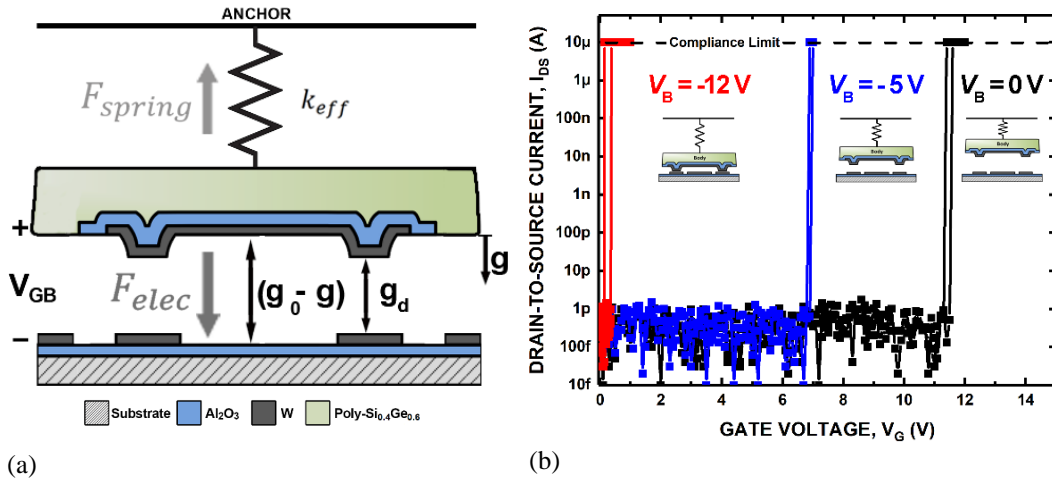 ANCHOR
F_spring
k_eff
+
V_GB
−
F_elec
(g_0 - g)
g_d
g
Substrate Al₂O₃ W Poly-Si₀.₄Ge₀.₆
(a)
DRAIN-TO-SOURCE CURRENT, I_DS (A)
10μ
1μ
100n
10n
1n
100p
10p
1p
100f
10f
Compliance Limit
V_B = -12 V
V_B = - 5 V
V_B = 0 V
Body
Body
Body
0 2 4 6 8 10 12 14
GATE VOLTAGE, V_G (V)
(b)